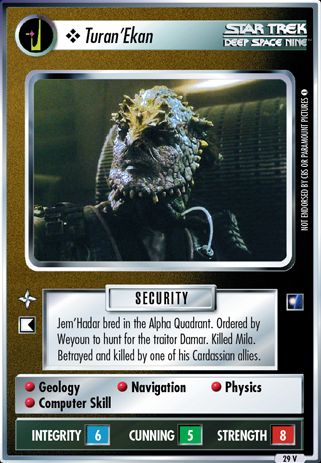 Turan'Ekan
STAR TREK
DEEP SPACE NINE
NOT ENDORSED BY CBS OR PARAMOUNT PICTURES
SECURITY
Jem'Hadar bred in the Alpha Quadrant. Ordered by
Weyoun to hunt for the traitor Damar. Killed Mila.
Betrayed and killed by one of his Cardassian allies.
Geology Navigation Physics
Computer Skill
INTEGRITY 6 CUNNING 5 STRENGTH 8
29 V